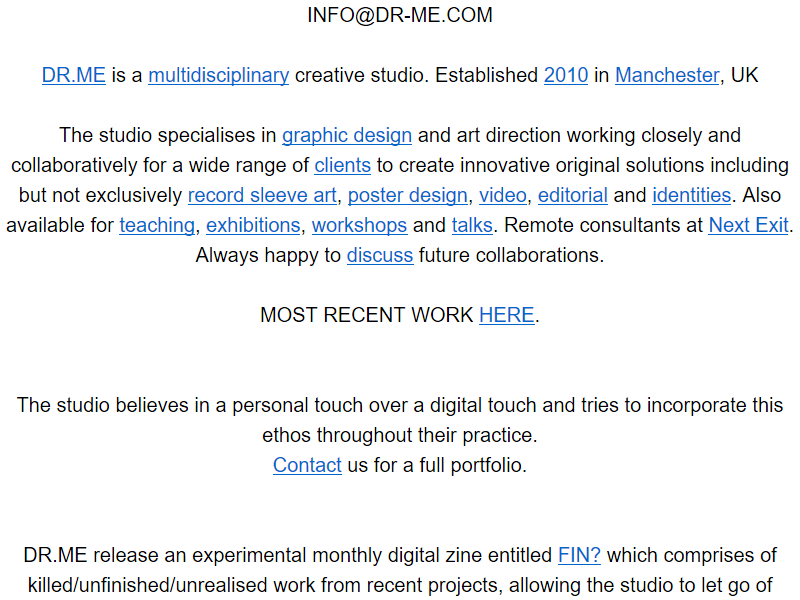 INFO@DR-ME.COM
DR.ME is a multidisciplinary creative studio. Established 2010 in Manchester, UK
The studio specialises in graphic design and art direction working closely and
collaboratively for a wide range of clients to create innovative original solutions including
but not exclusively record sleeve art, poster design, video, editorial and identities. Also
available for teaching, exhibitions, workshops and talks. Remote consultants at Next Exit.
Always happy to discuss future collaborations.
MOST RECENT WORK HERE.
The studio believes in a personal touch over a digital touch and tries to incorporate this
ethos throughout their practice.
Contact us for a full portfolio.
DR.ME release an experimental monthly digital zine entitled FIN? which comprises of
killed/unfinished/unrealised work from recent projects, allowing the studio to let go of